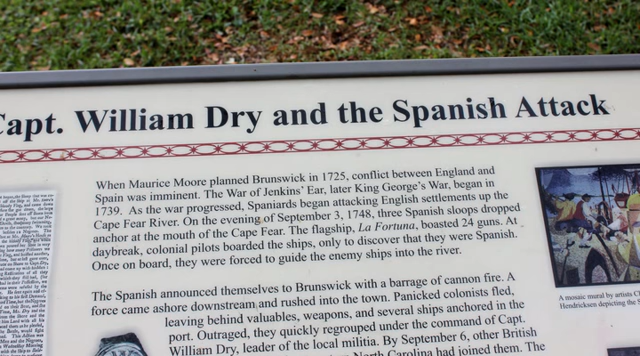 Capt. William Dry and the Spanish Attack
When Maurice Moore planned Brunswick in 1725, conflict between England and
Spain was imminent. The War of Jenkins' Ear, later King George's War, began in
1739. As the war progressed, Spaniards began attacking English settlements up the
Cape Fear River. On the evening of September 3, 1748, three Spanish sloops dropped
anchor at the mouth of the Cape Fear. The flagship, La Fortuna, boasted 24 guns. At
daybreak, colonial pilots boarded the ships, only to discover that they were Spanish.
Once on board, they were forced to guide the enemy ships into the river.
The Spanish announced themselves to Brunswick with a barrage of cannon fire. A
force came ashore downstream and rushed into the town. Panicked colonists fled,
leaving behind valuables, weapons, and several ships anchored in the
port. Outraged, they quickly regrouped under the command of Capt.
William Dry, leader of the local militia. By September 6, other British
North Carolina had joined them. The
A mosaic mural by artists
Hendricksen depicting the